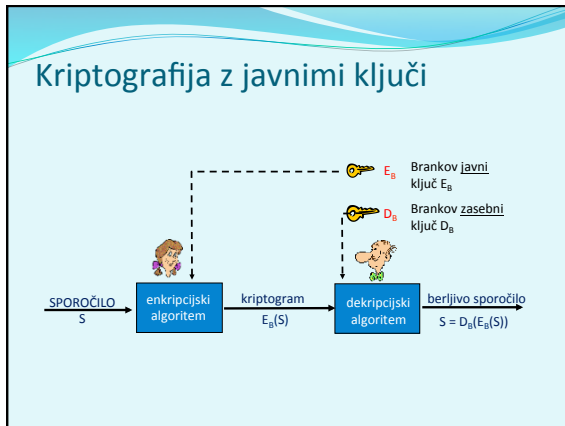 Kriptografija z javnimi ključi
E_B Brankov javni
ključ E_B
D_B Brankov zasebni
ključ D_B
SPOROČILO
S
enkripcijski
algoritem
kriptogram
E_B(S)
dekripcijski
algoritem
berljivo sporočilo
S = D_B(E_B(S))